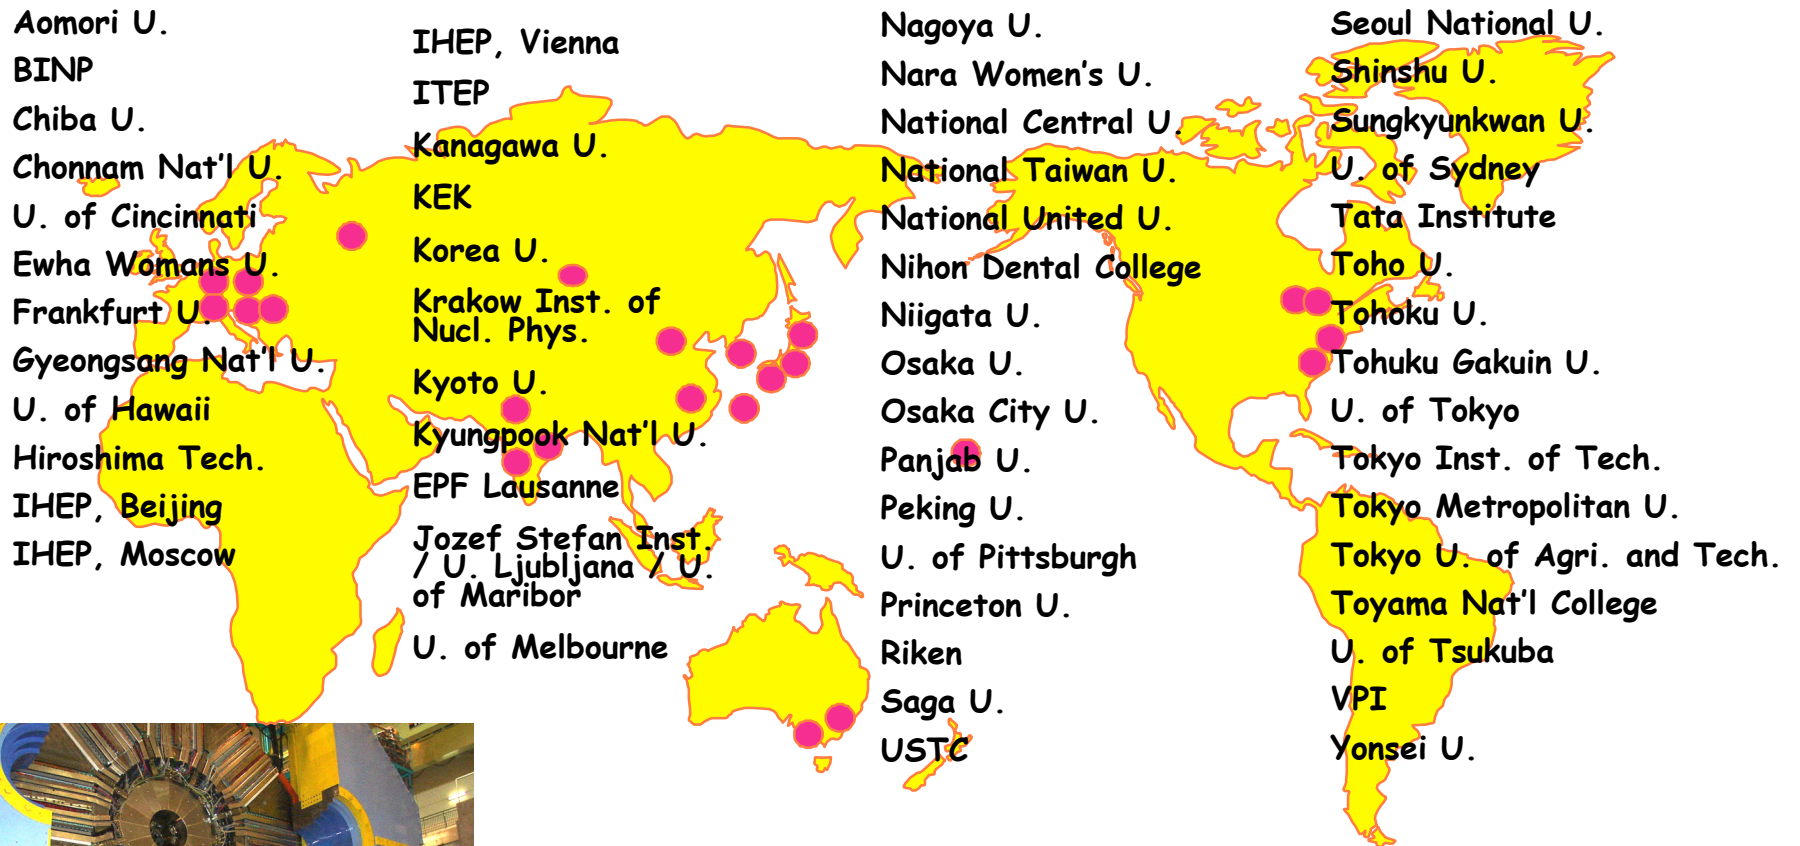 Aomori U.
BINP
Chiba U.
Chonnam Nat'l U.
U. of Cincinnati
Ewha Womans U.
Frankfurt U.
Gyeongsang Nat'l U.
U. of Hawaii
Hiroshima Tech.
IHEP, Beijing
IHEP, Moscow
IHEP, Vienna
ITEP
Kanagawa U.
KEK
Korea U.
Krakow Inst. of
Nucl. Phys.
Kyoto U.
Kyungpook Nat'l U.
EPF Lausanne
Jozef Stefan Inst.
/ U. Ljubljana / U.
of Maribor
U. of Melbourne
Nagoya U.
Nara Women's U.
National Central U.
National Taiwan U.
National United U.
Nihon Dental College
Niigata U.
Osaka U.
Osaka City U.
Panjab U.
Peking U.
U. of Pittsburgh
Princeton U.
Riken
Saga U.
USTC
Seoul National U.
Shinshu U.
Sungkyunkwan U.
U. of Sydney
Tata Institute
Toho U.
Tohoku U.
Tohuku Gakuin U.
U. of Tokyo
Tokyo Inst. of Tech.
Tokyo Metropolitan U.
Tokyo U. of Agri. and Tech.
Toyama Nat'l College
U. of Tsukuba
VPI
Yonsei U.